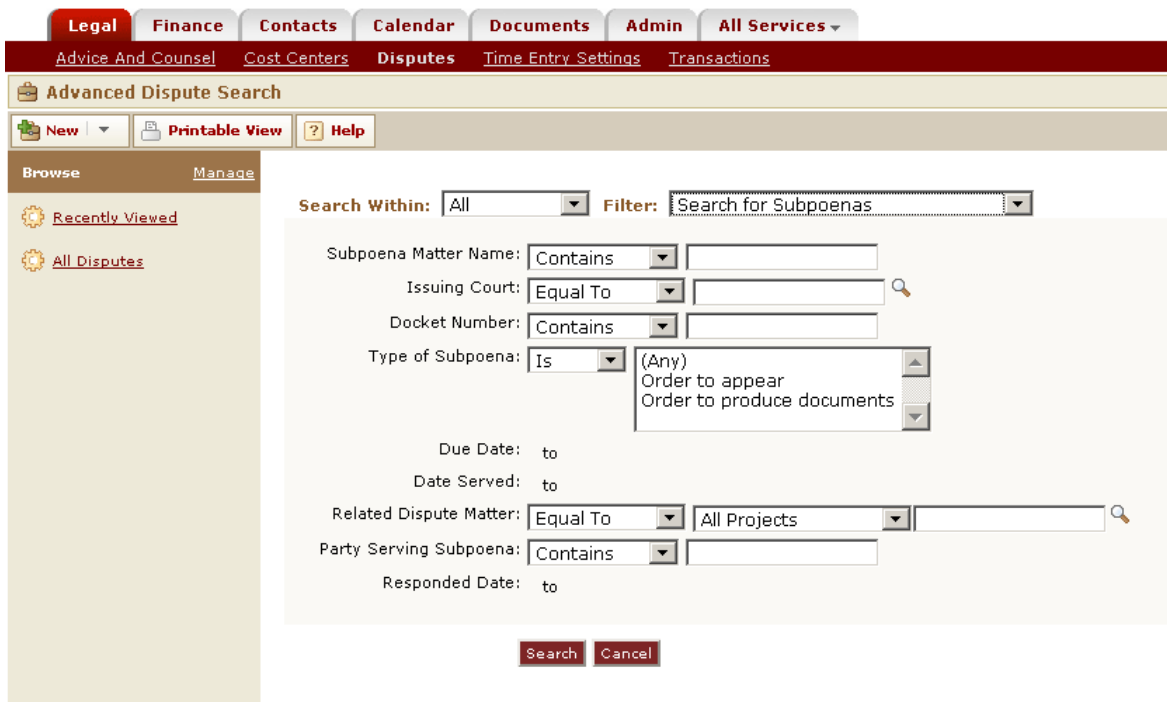 Legal Finance Contacts Calendar Documents Admin All Services
Advice And Counsel Cost Centers Disputes Time Entry Settings Transactions
Advanced Dispute Search
New Printable View ? Help
Browse Manage
Recently Viewed
All Disputes
Search Within: All Filter: Search for Subpoenas
Subpoena Matter Name: Contains
Issuing Court: Equal To
Docket Number: Contains
Type of Subpoena: Is (Any)
Order to appear
Order to produce documents
Due Date: to
Date Served: to
Related Dispute Matter: Equal To All Projects
Party Serving Subpoena: Contains
Responded Date: to
Search Cancel